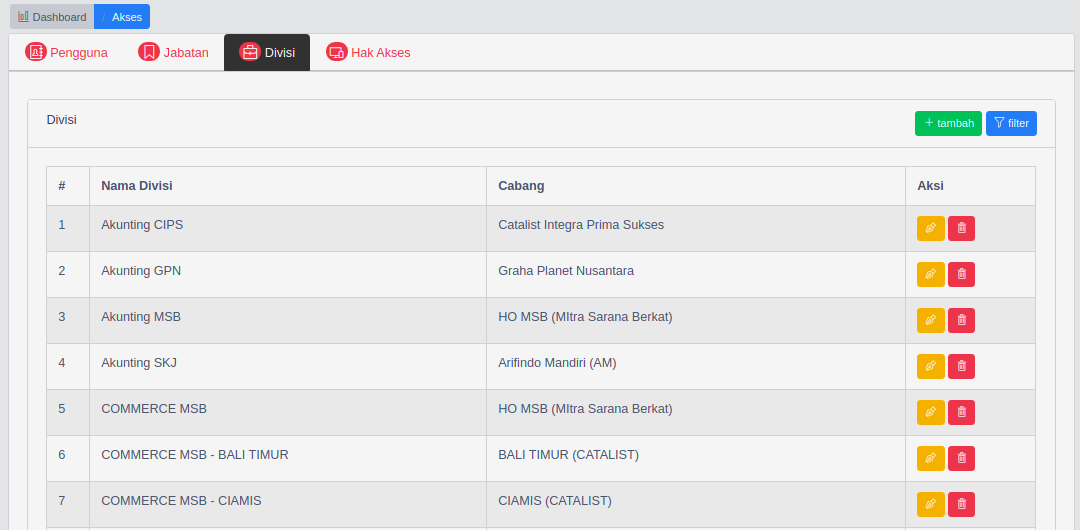 Dashboard / Akses
Pengguna Jabatan Divisi Hak Akses
Divisi + tambah filter
# Nama Divisi Cabang Aksi
1 Akunting CIPS Catalist Integra Prima Sukses
2 Akunting GPN Graha Planet Nusantara
3 Akunting MSB HO MSB (MItra Sarana Berkat)
4 Akunting SKJ Arifindo Mandiri (AM)
5 COMMERCE MSB HO MSB (MItra Sarana Berkat)
6 COMMERCE MSB - BALI TIMUR BALI TIMUR (CATALIST)
7 COMMERCE MSB - CIAMIS CIAMIS (CATALIST)